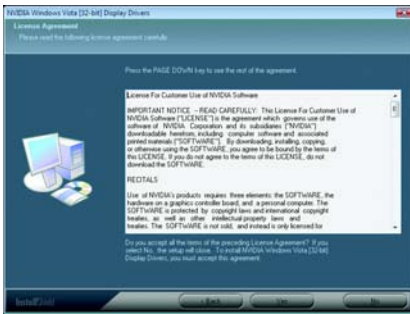 NVIDIA Windows Vista [32-bit] Display Drivers
License Agreement
Please read the following license agreement carefully.
Press the PAGE DOWN key to see the rest of the agreement.
License For Customer Use of NVIDIA Software
IMPORTANT NOTICE -- READ CAREFULLY: This License For Customer Use of
NVIDIA Software ("LICENSE") is the agreement which governs use of the
software of NVIDIA Corporation and its subsidiaries ("NVIDIA")
downloadable herefrom, including computer software and associated
printed materials ("SOFTWARE"). By downloading, installing, copying,
or otherwise using the SOFTWARE, you agree to be bound by the terms of
this LICENSE. If you do not agree to the terms of this LICENSE, do not
download the SOFTWARE.
RECITALS
Use of NVIDIA's products requires three elements: the SOFTWARE, the
hardware on a graphics controller board, and a personal computer. The
SOFTWARE is protected by copyright laws and international copyright
treaties, as well as other intellectual property laws and
treaties. The SOFTWARE is not sold, and instead is only licensed for
Do you accept all the terms of the preceding License Agreement? If you
select No, the setup will close. To install NVIDIA Windows Vista [32-bit]
Display Drivers, you must accept this agreement.
InstallShield
< Back
Yes
No